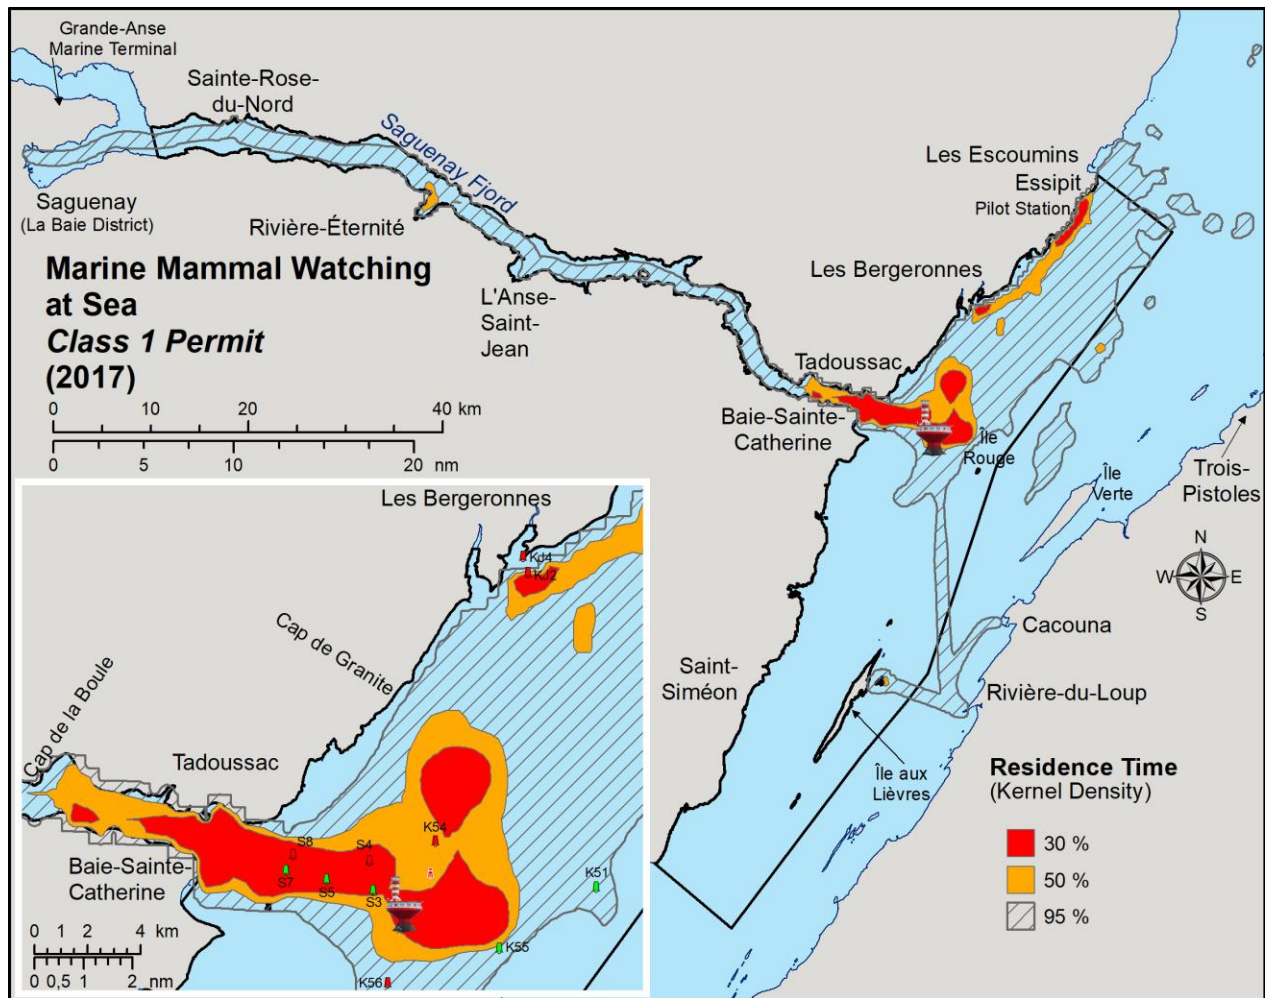 Grande-Anse
Marine Terminal
Sainte-Rose-
du-Nord
Saguenay Fjord
Les Escoumins
Essipit
Pilot Station
Saguenay
(La Baie District)
Rivière-Éternité
Marine Mammal Watching
at Sea
Class 1 Permit
(2017)
L'Anse-
Saint-
Jean
Les Bergeronnes
Tadoussac
Baie-Sainte-
Catherine
Île
Rouge
0 10 20 40 km
0 5 10 20 nm
Trois-
Pistoles
Île
Verte
N
W E
S
Cacouna
Saint-
Siméon
Rivière-du-Loup
Île aux
Lièvres
Residence Time
(Kernel Density)
30 %
50 %
95 %
Les Bergeronnes
KJ4
KJ2
Cap de Granite
Cap de la Boule
Tadoussac
K54
S8
S4
S7
S5
S3
K51
Baie-Sainte-
Catherine
K55
K56
0 1 2 4 km
0 0,5 1 2 nm